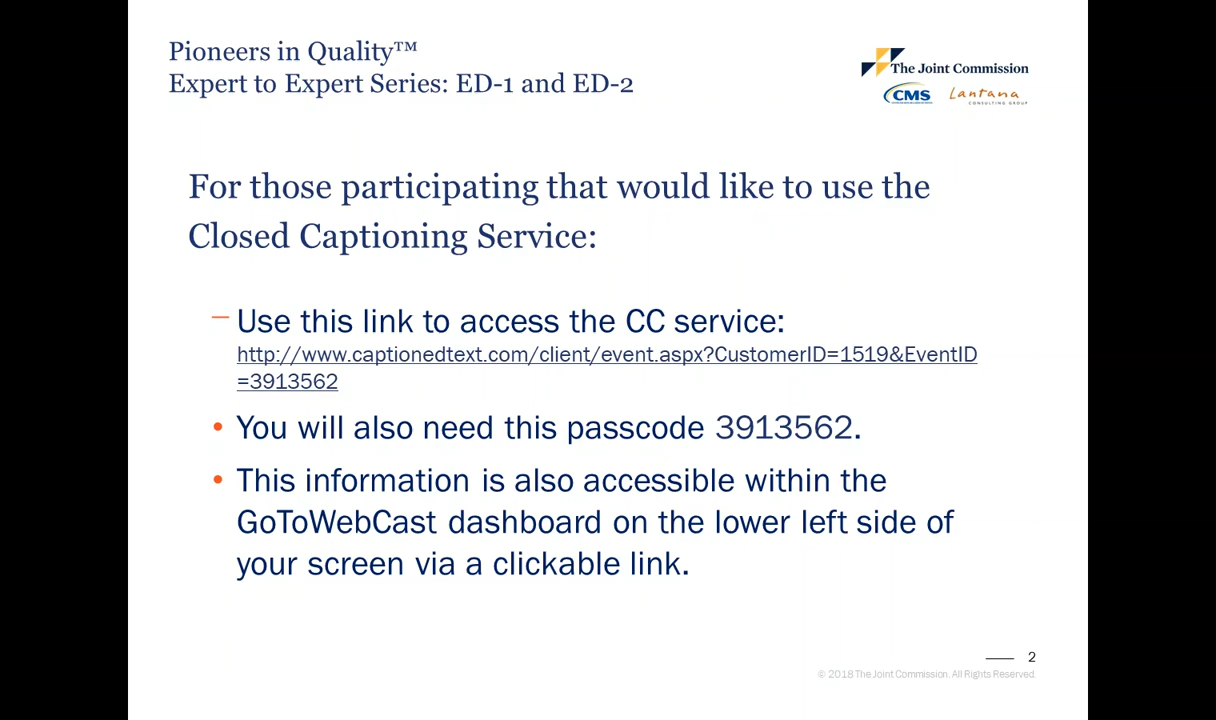 Pioneers in Quality™
Expert to Expert Series: ED-1 and ED-2
The Joint Commission
CMS
Lantana
CONSULTING GROUP
For those participating that would like to use the
Closed Captioning Service:
– Use this link to access the CC service:
http://www.captionedtext.com/client/event.aspx?CustomerID=1519&EventID
=3913562
• You will also need this passcode 3913562.
• This information is also accessible within the
GoToWebCast dashboard on the lower left side of
your screen via a clickable link.
2
© 2018 The Joint Commission. All Rights Reserved.